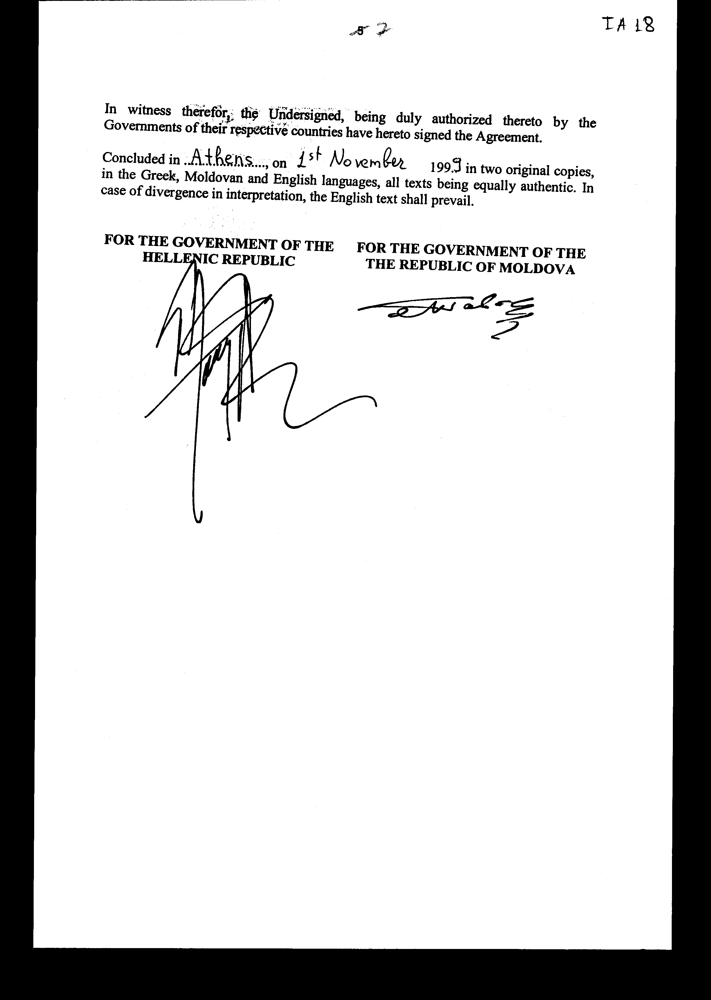 5 7
IA 18
In witness therefor, the Undersigned, being duly authorized thereto by the
Governments of their respective countries have hereto signed the Agreement.
Concluded in ..Athens...., on 1st November 1999 in two original copies,
in the Greek, Moldovan and English languages, all texts being equally authentic. In
case of divergence in interpretation, the English text shall prevail.
FOR THE GOVERNMENT OF THE
HELLENIC REPUBLIC
FOR THE GOVERNMENT OF THE
THE REPUBLIC OF MOLDOVA